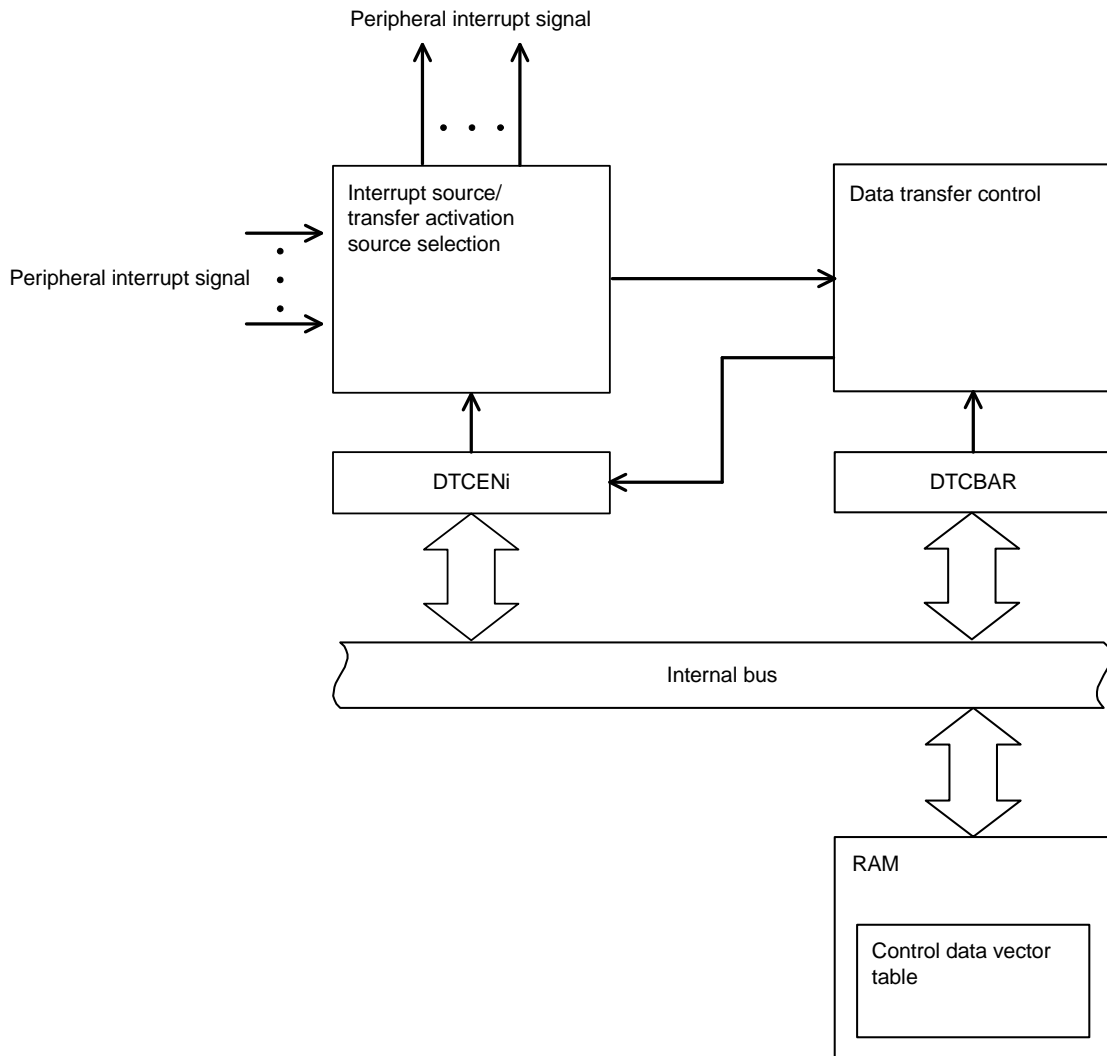 Peripheral interrupt signal
Interrupt source/
transfer activation
source selection
Data transfer control
Peripheral interrupt signal
DTCENi
DTCBAR
Internal bus
RAM
Control data vector
table